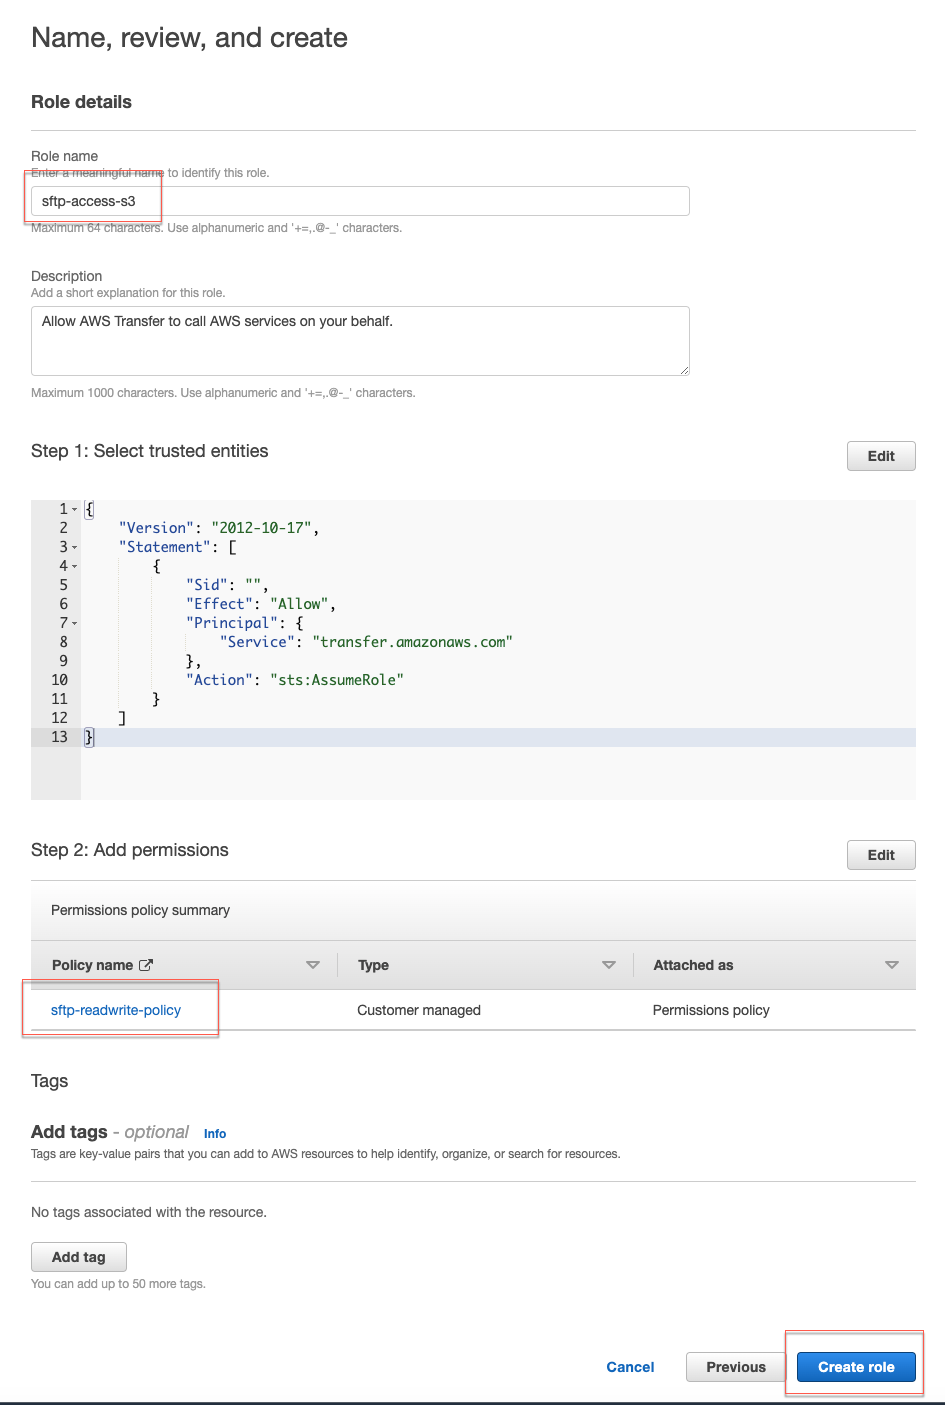 Name, review, and create
Role details
Role name
Enter a meaningful name to identify this role.
sftp-access-s3
Maximum 64 characters. Use alphanumeric and '+=,.@-_' characters.
Description
Add a short explanation for this role.
Allow AWS Transfer to call AWS services on your behalf.
Maximum 1000 characters. Use alphanumeric and '+=,.@-_' characters.
Step 1: Select trusted entities
Edit
1 {
2 "Version": "2012-10-17",
3 "Statement": [
4 {
5 "Sid": "",
6 "Effect": "Allow",
7 "Principal": {
8 "Service": "transfer.amazonaws.com"
9 },
10 "Action": "sts:AssumeRole"
11 }
12 ]
13 }
Step 2: Add permissions
Edit
Permissions policy summary
Policy name Type Attached as
sftp-readwrite-policy Customer managed Permissions policy
Tags
Add tags - optional Info
Tags are key-value pairs that you can add to AWS resources to help identify, organize, or search for resources.
No tags associated with the resource.
Add tag
You can add up to 50 more tags.
Cancel Previous Create role